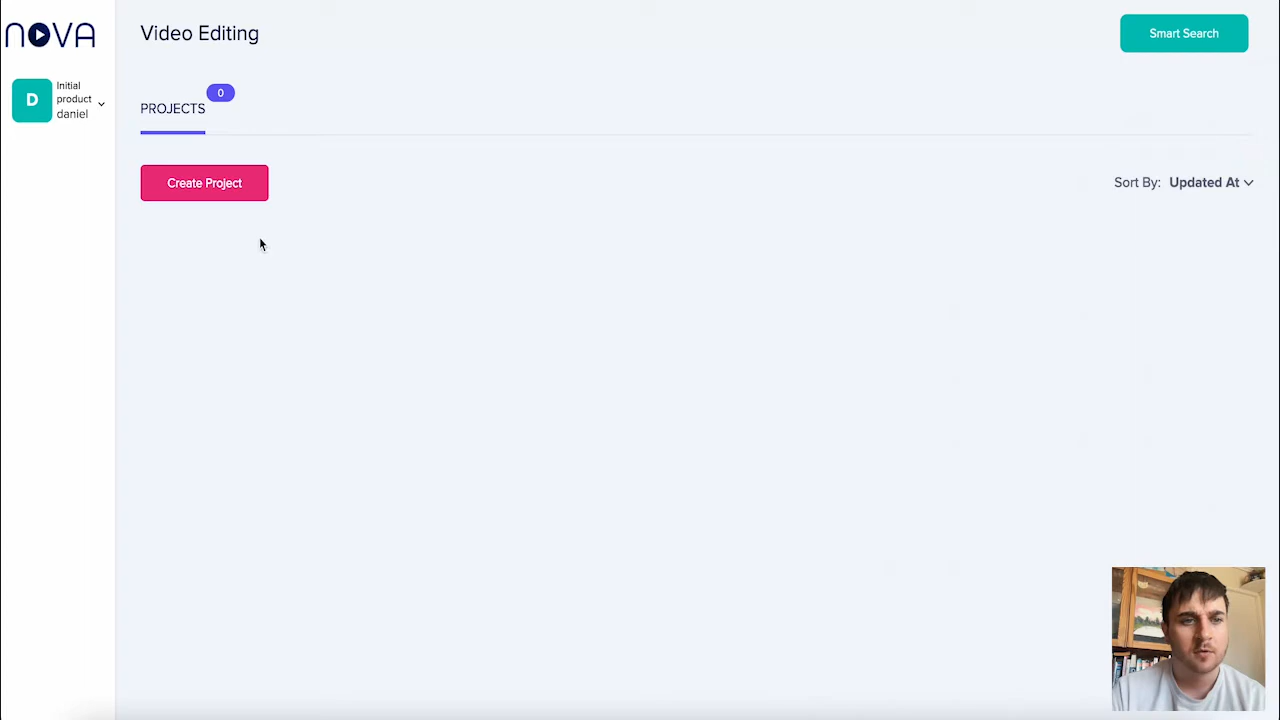 NOVA
Video Editing
Smart Search
D
Initial
product
daniel
0
PROJECTS
Create Project
Sort By: Updated At